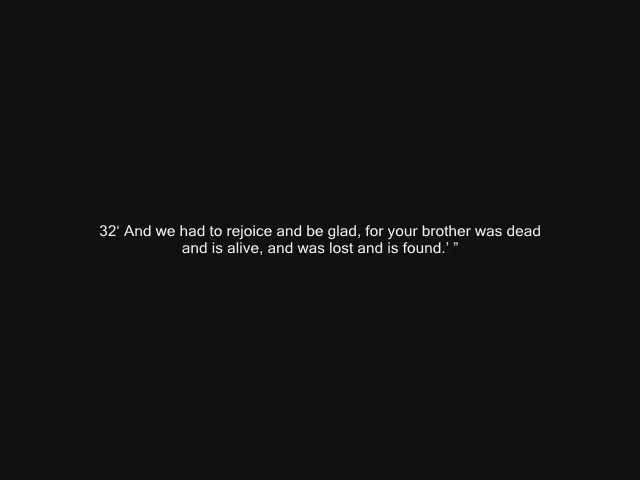 32‘ And we had to rejoice and be glad, for your brother was dead
and is alive, and was lost and is found.’ ”